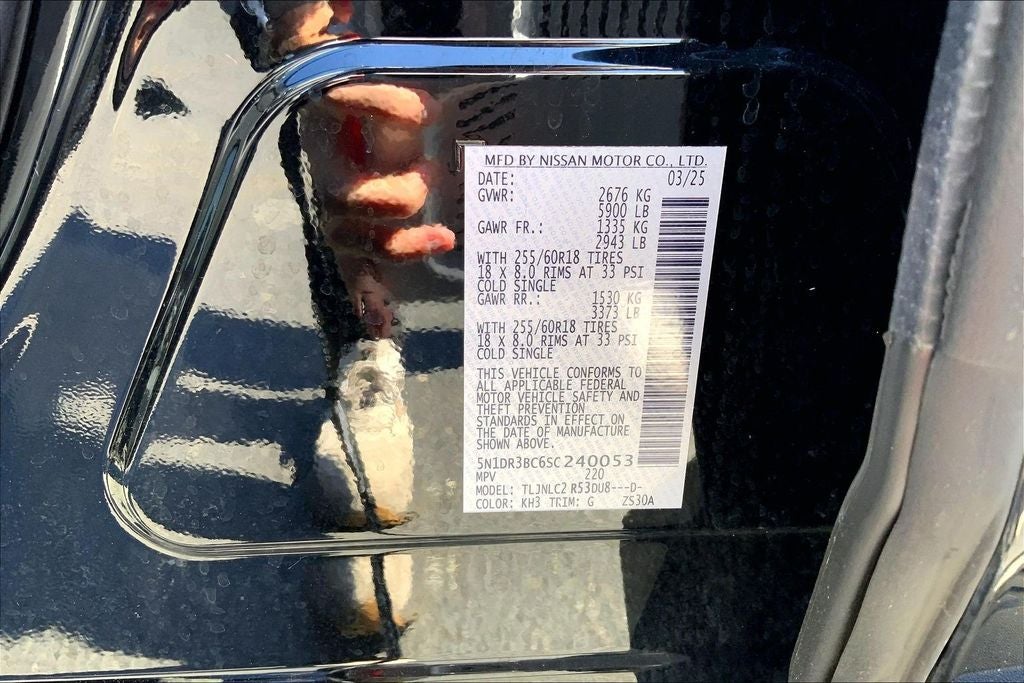 MFD BY NISSAN MOTOR CO., LTD.
DATE: 03/25
GVWR: 2676 KG
5900 LB
GAWR FR.: 1335 KG
2943 LB
WITH 255/60R18 TIRES
18 X 8.0 RIMS AT 33 PSI
COLD SINGLE
GAWR RR.: 1530 KG
3373 LB
WITH 255/60R18 TIRES
18 X 8.0 RIMS AT 33 PSI
COLD SINGLE
THIS VEHICLE CONFORMS TO
ALL APPLICABLE FEDERAL
MOTOR VEHICLE SAFETY AND
THEFT PREVENTION
STANDARDS IN EFFECT ON
THE DATE OF MANUFACTURE
SHOWN ABOVE.
5N1DR3BC6SC240053
MPV 220
MODEL: TLJNLC2 R53DU8---D-
COLOR: KH3 TRIM: G ZS30A